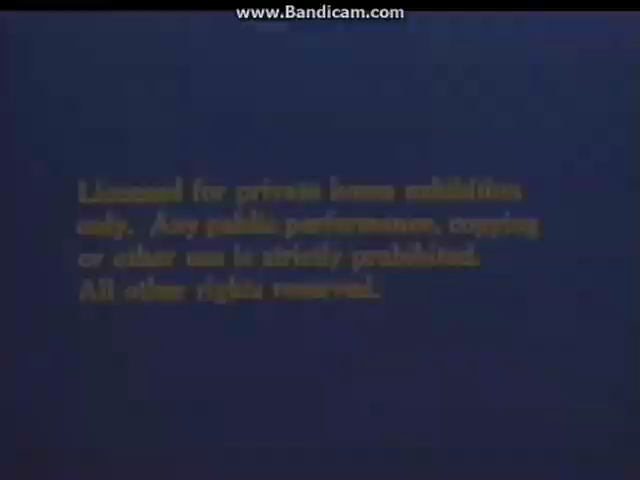 www.Bandicam.com
Licensed for private home exhibition
only. Any public performance, copying
or other use is strictly prohibited.
All other rights reserved.